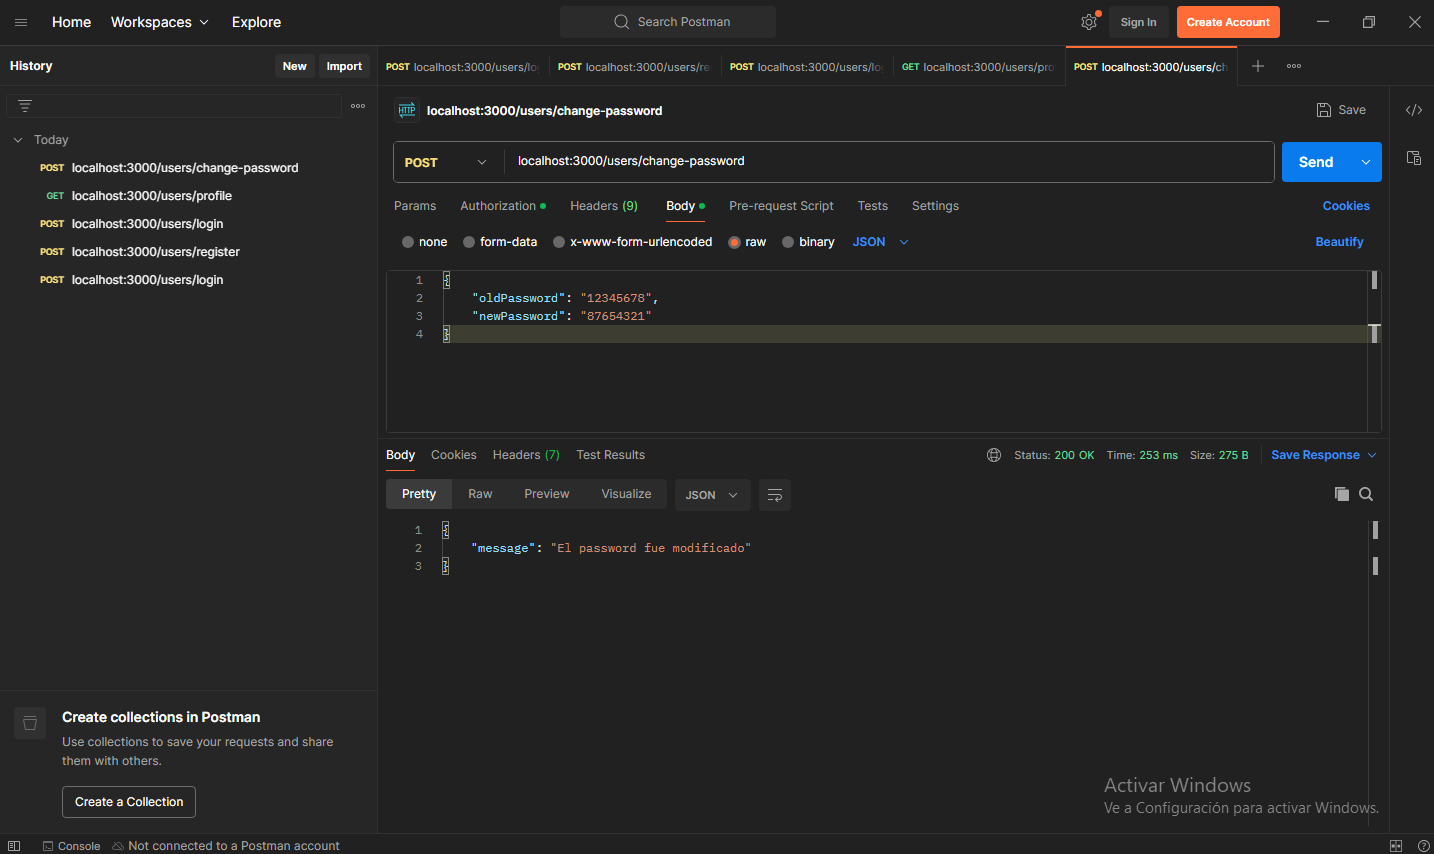 Home Workspaces Explore Search Postman Sign In Create Account
History New Import
POST localhost:3000/users/lo POST localhost:3000/users/re POST localhost:3000/users/lo GET localhost:3000/users/pro POST localhost:3000/users/ch
HTTP localhost:3000/users/change-password Save
Today
POST localhost:3000/users/change-password
GET localhost:3000/users/profile
POST localhost:3000/users/login
POST localhost:3000/users/register
POST localhost:3000/users/login
POST localhost:3000/users/change-password Send
Params Authorization Headers (9) Body Pre-request Script Tests Settings Cookies
none form-data x-www-form-urlencoded raw binary JSON Beautify
1 {
2 "oldPassword": "12345678",
3 "newPassword": "87654321"
4 }
Body Cookies Headers (7) Test Results Status: 200 OK Time: 253 ms Size: 275 B Save Response
Pretty Raw Preview Visualize JSON
1 {
2 "message": "El password fue modificado"
3 }
Create collections in Postman
Use collections to save your requests and share
them with others.
Create a Collection
Activar Windows
Ve a Configuración para activar Windows.
Console Not connected to a Postman account